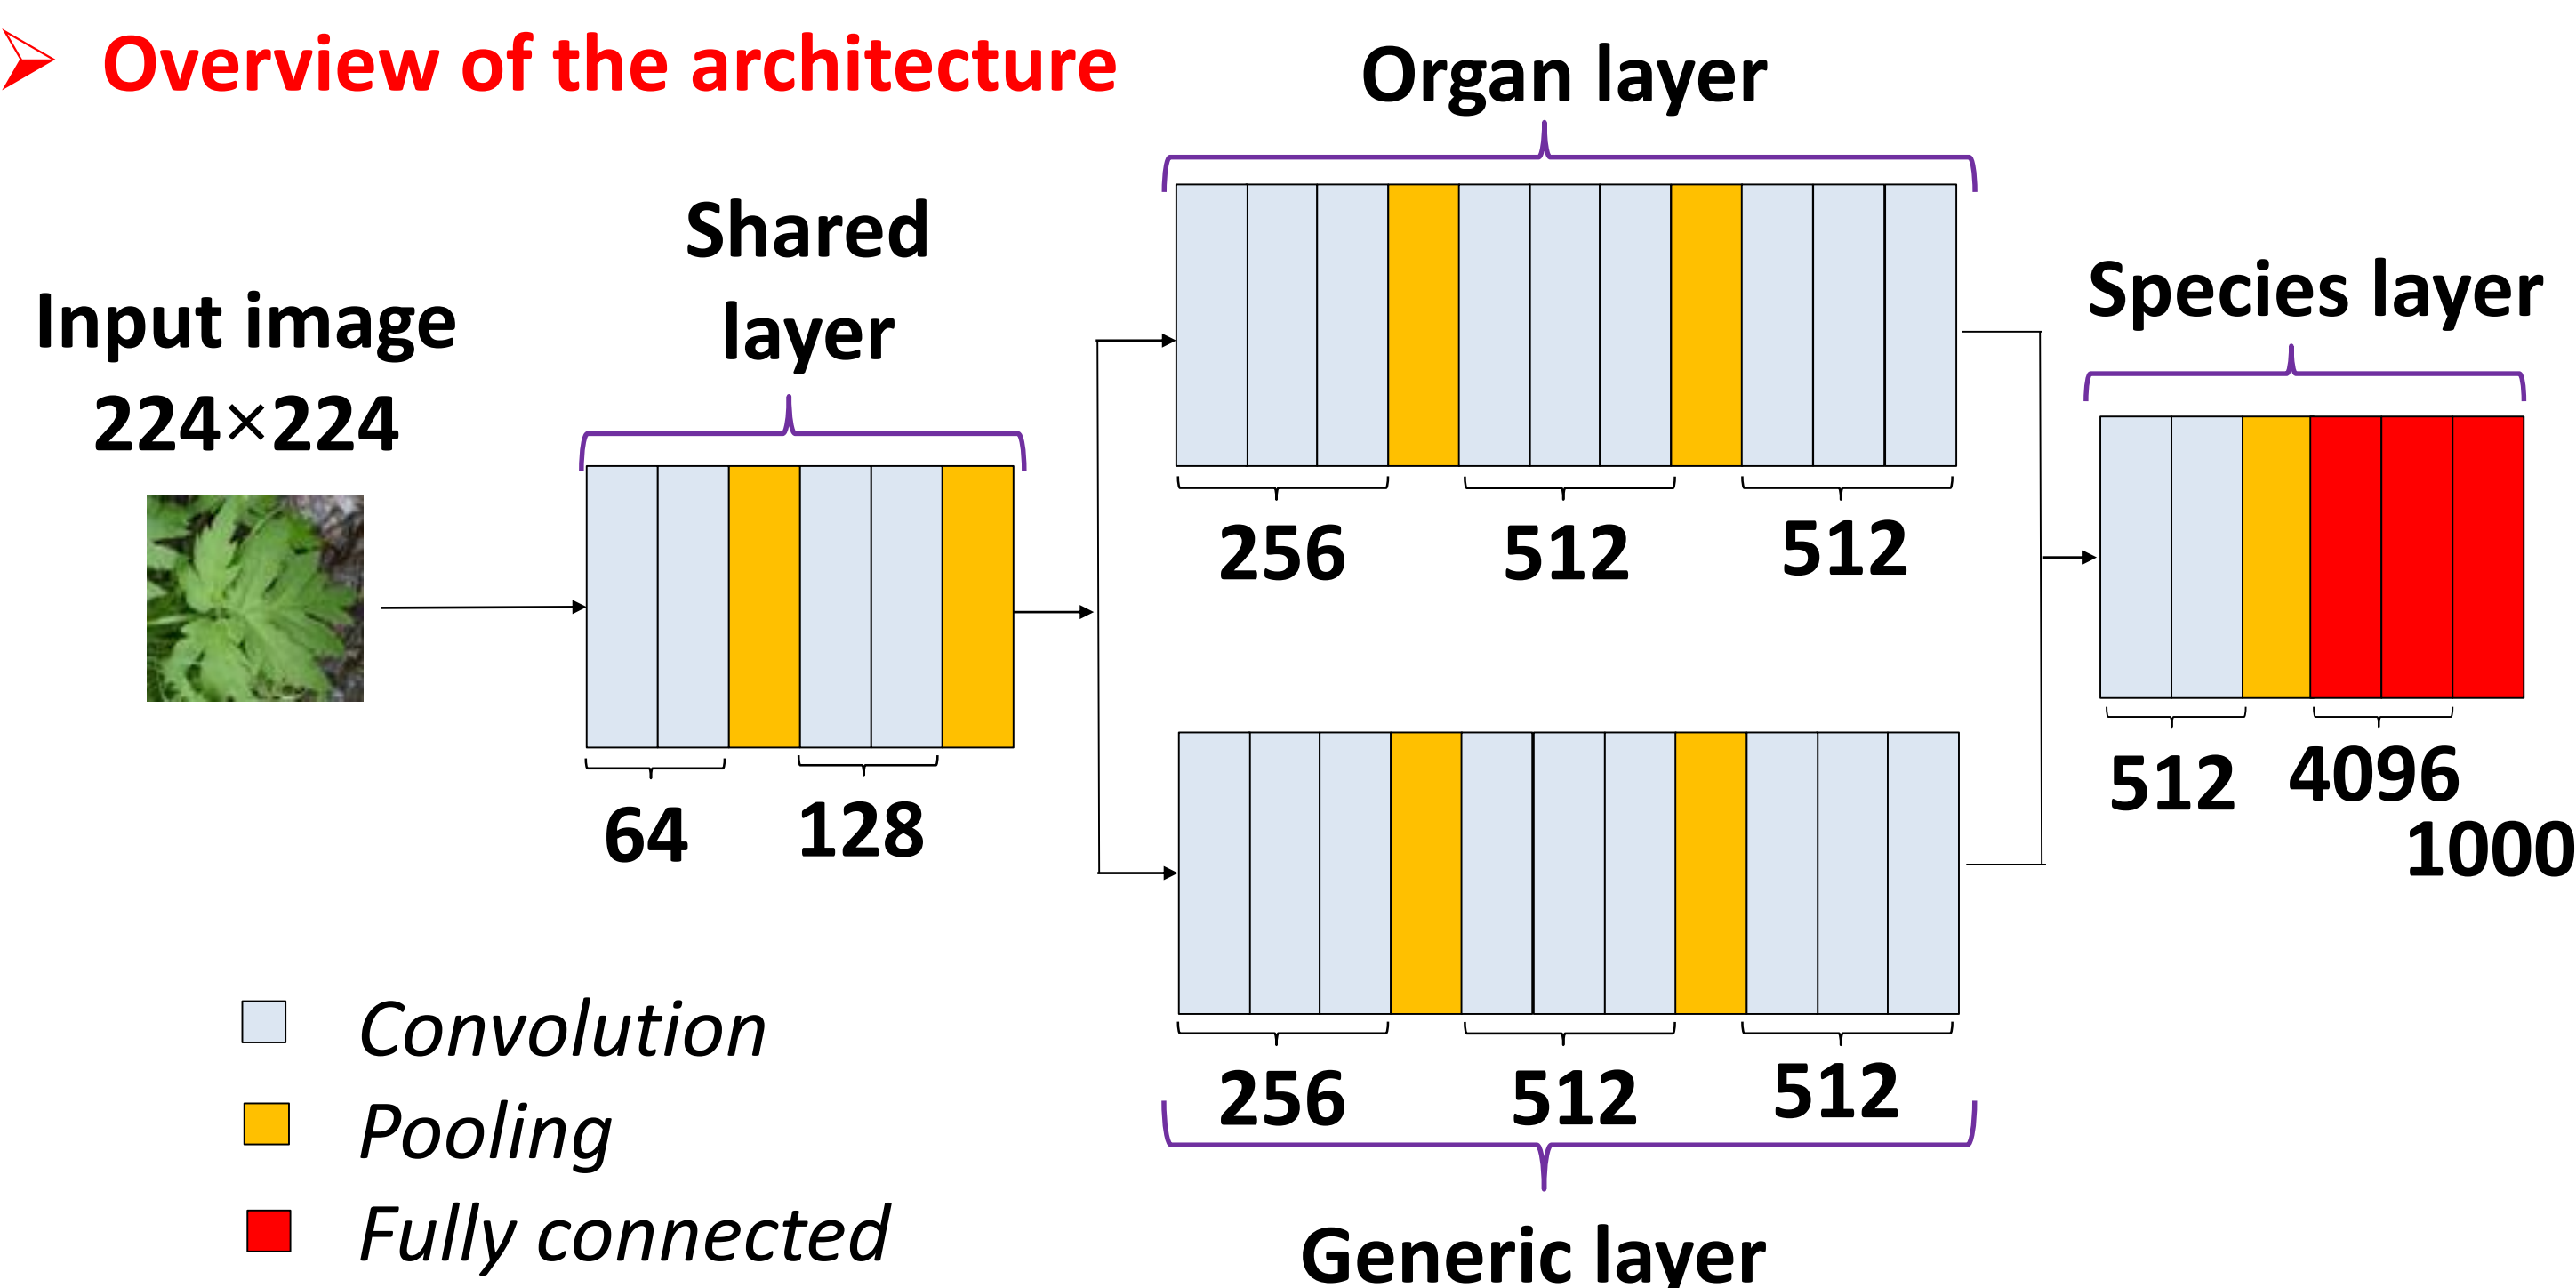 Overview of the architecture
Organ layer
Shared
layer
Input image
224×224
Species layer
256
512
512
64
128
512
4096
1000
256
512
512
Generic layer
Convolution
Pooling
Fully connected